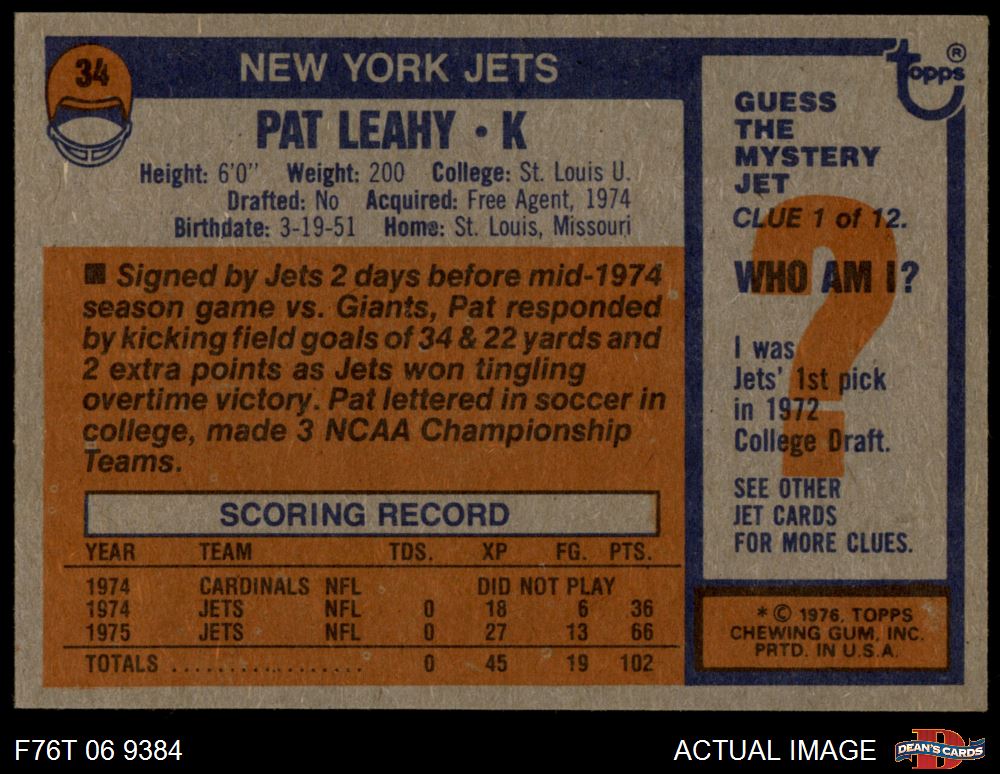 34
NEW YORK JETS
topps ®
PAT LEAHY • K
Height: 6'0" Weight: 200 College: St. Louis U.
Drafted: No Acquired: Free Agent, 1974
Birthdate: 3-19-51 Home: St. Louis, Missouri
■ Signed by Jets 2 days before mid-1974
season game vs. Giants, Pat responded
by kicking field goals of 34 & 22 yards and
2 extra points as Jets won tingling
overtime victory. Pat lettered in soccer in
college, made 3 NCAA Championship
Teams.
SCORING RECORD
YEAR TEAM TDS. XP FG. PTS.
1974 CARDINALS NFL DID NOT PLAY
1974 JETS NFL 0 18 6 36
1975 JETS NFL 0 27 13 66
TOTALS .................. 0 45 19 102
GUESS
THE
MYSTERY
JET
CLUE 1 of 12.
?
WHO AM I?
I was
Jets' 1st pick
in 1972
College Draft.
SEE OTHER
JET CARDS
FOR MORE CLUES.
* © 1976, TOPPS
CHEWING GUM, INC.
PRTD. IN U.S.A.
F76T 06 9384
ACTUAL IMAGE
D
DEAN'S CARDS